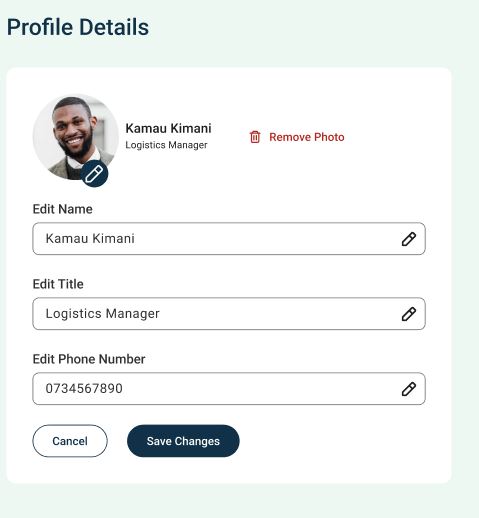 Profile Details
Kamau Kimani
Logistics Manager
Remove Photo
Edit Name
Kamau Kimani
Edit Title
Logistics Manager
Edit Phone Number
0734567890
Cancel
Save Changes